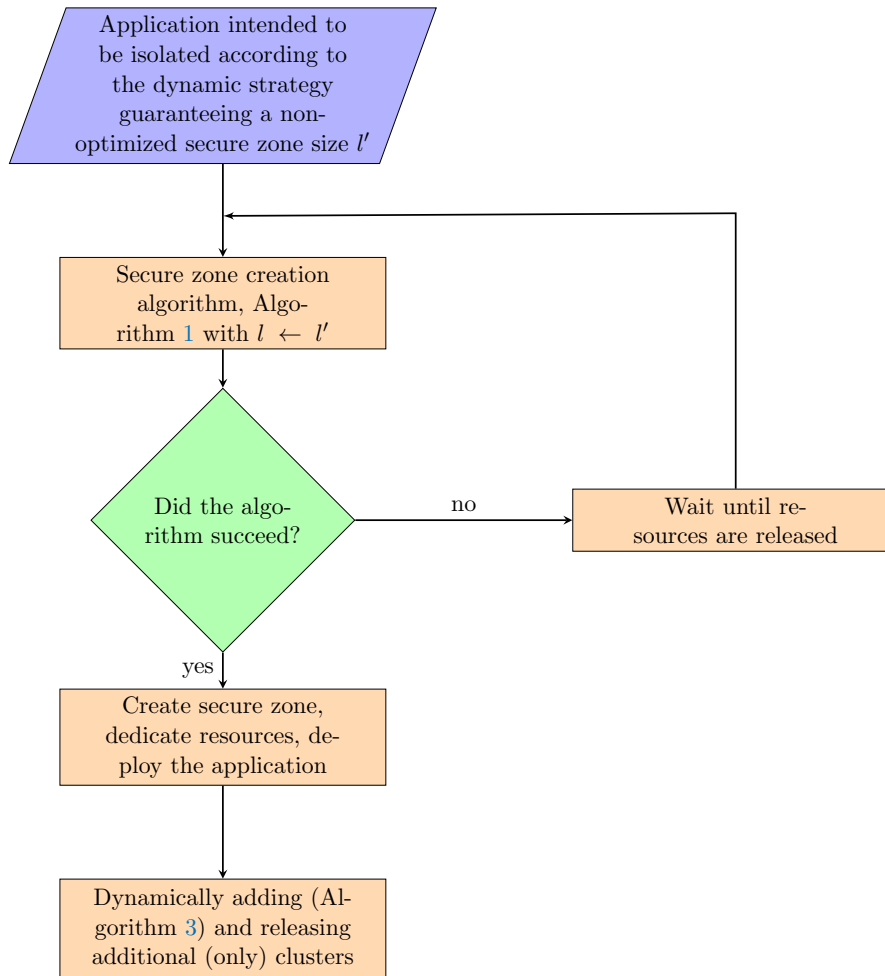 Application intended to
be isolated according to
the dynamic strategy
guaranteeing a non-
optimized secure zone size l′
Secure zone creation
algorithm, Algo-
rithm 1 with l ← l′
Did the algo-
rithm succeed?
no
Wait until re-
sources are released
yes
Create secure zone,
dedicate resources, de-
ploy the application
Dynamically adding (Al-
gorithm 3) and releasing
additional (only) clusters